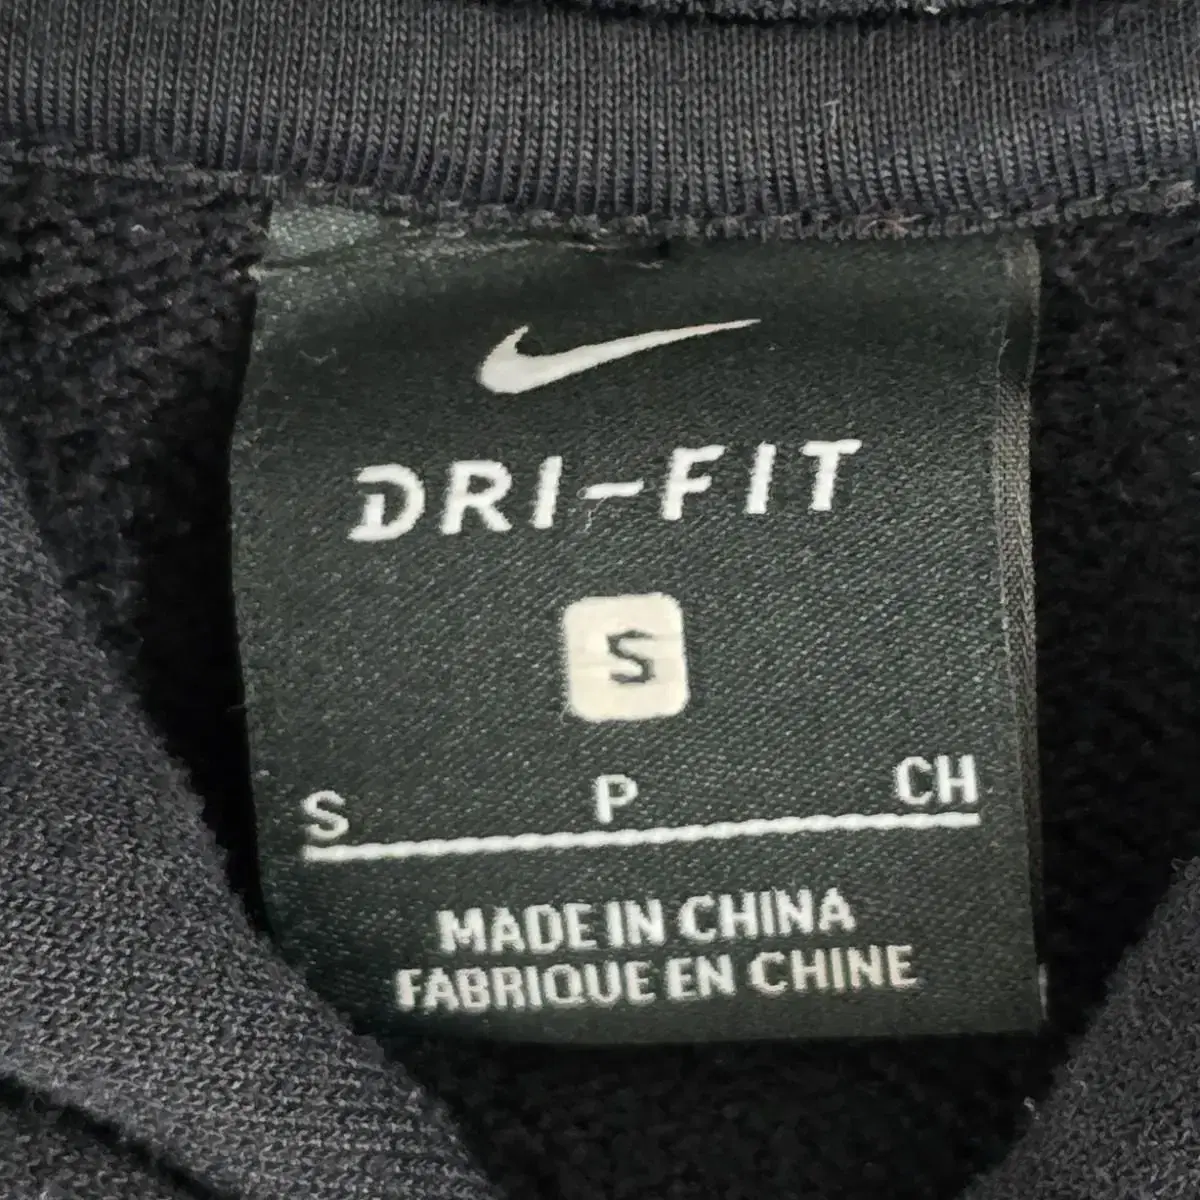 DRI-FIT
S
S P CH
MADE IN CHINA
FABRIQUE EN CHINE